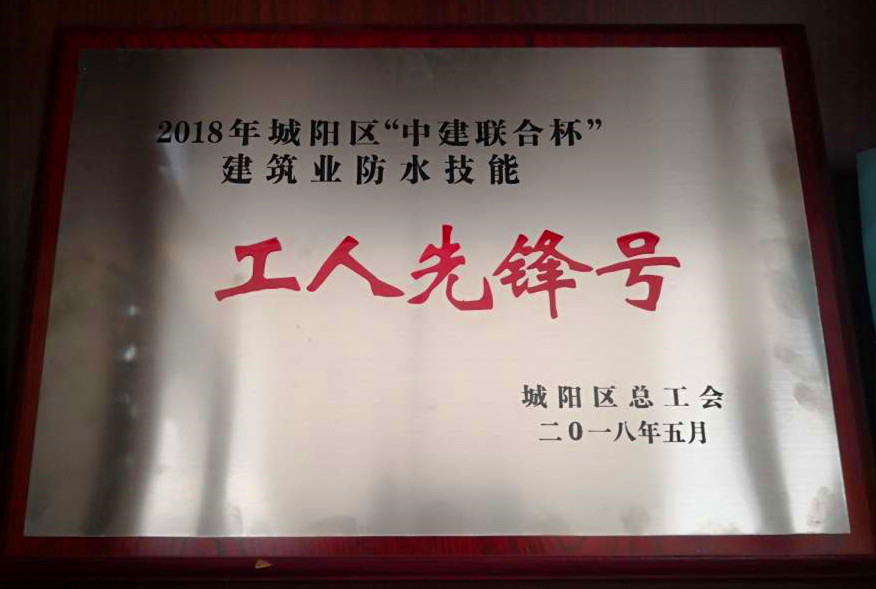 2018年城阳区“中建联合杯”
建筑业防水技能
工人先锋号
城阳区总工会
二0一八年五月